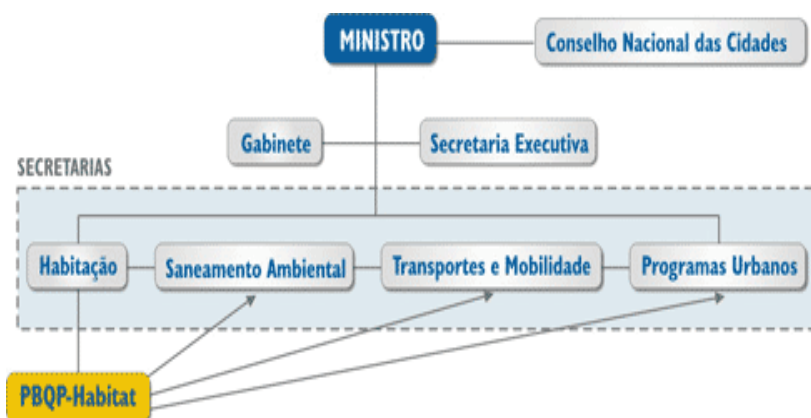 MINISTRO
Conselho Nacional das Cidades
Gabinete
Secretaria Executiva
SECRETARIAS
Habitação
Saneamento Ambiental
Transportes e Mobilidade
Programas Urbanos
PBQP-Habitat